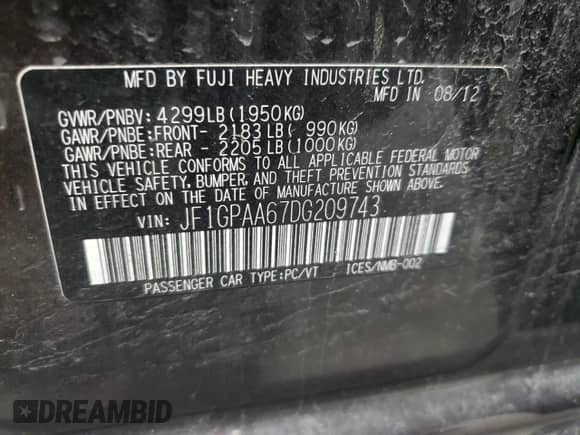 MFD BY FUJI HEAVY INDUSTRIES LTD.
MFD IN 08/12
GVWR/PNBV: 4299LB(1950KG)
GAWR/PNBE:FRONT- 2183LB( 990KG)
GAWR/PNBE:REAR - 2205LB(1000KG)
THIS VEHICLE CONFORMS TO ALL APPLICABLE FEDERAL MOTOR
VEHICLE SAFETY, BUMPER, AND THEFT PREVENTION STANDARDS
IN EFFECT ON THE DATE OF MANUFACTURE SHOWN ABOVE.
VIN: JF1GPAA67DG209743
PASSENGER CAR TYPE:PC/VT ICES/NMB-002
DREAMBID